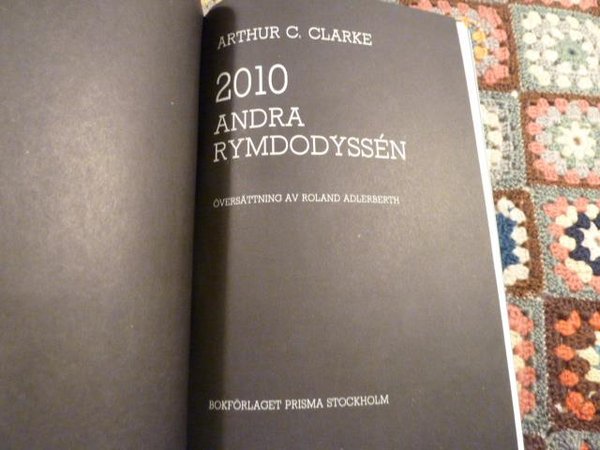 ARTHUR C. CLARKE
2010
ANDRA
RYMDODYSSÉN
ÖVERSÄTTNING AV ROLAND ADLERBERTH
BOKFÖRLAGET PRISMA STOCKHOLM